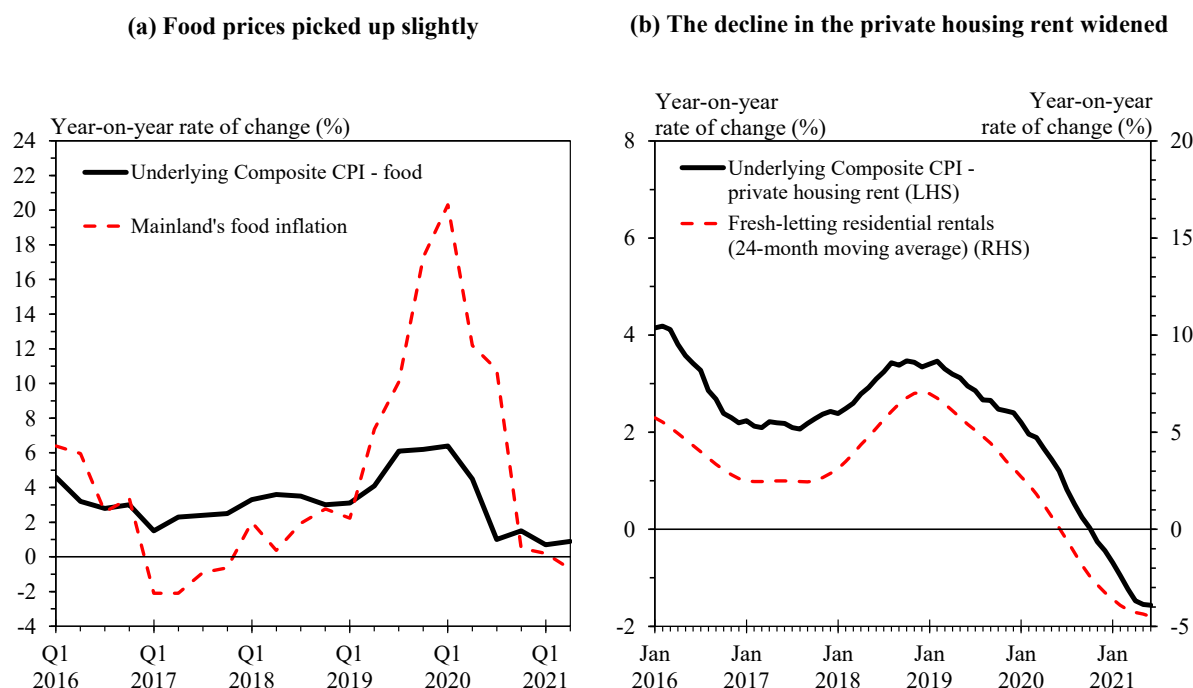 (a) Food prices picked up slightly
Year-on-year rate of change (%)
24
22
20
18
16
14
12
10
8
6
4
2
0
-2
-4
Underlying Composite CPI - food
Mainland's food inflation
Q1
2016
Q1
2017
Q1
2018
Q1
2019
Q1
2020
Q1
2021
(b) The decline in the private housing rent widened
Year-on-year
rate of change (%)
Year-on-year
rate of change (%)
8
6
4
2
0
-2
20
15
10
5
0
-5
Underlying Composite CPI -
private housing rent (LHS)
Fresh-letting residential rentals
(24-month moving average) (RHS)
Jan
2016
Jan
2017
Jan
2018
Jan
2019
Jan
2020
Jan
2021